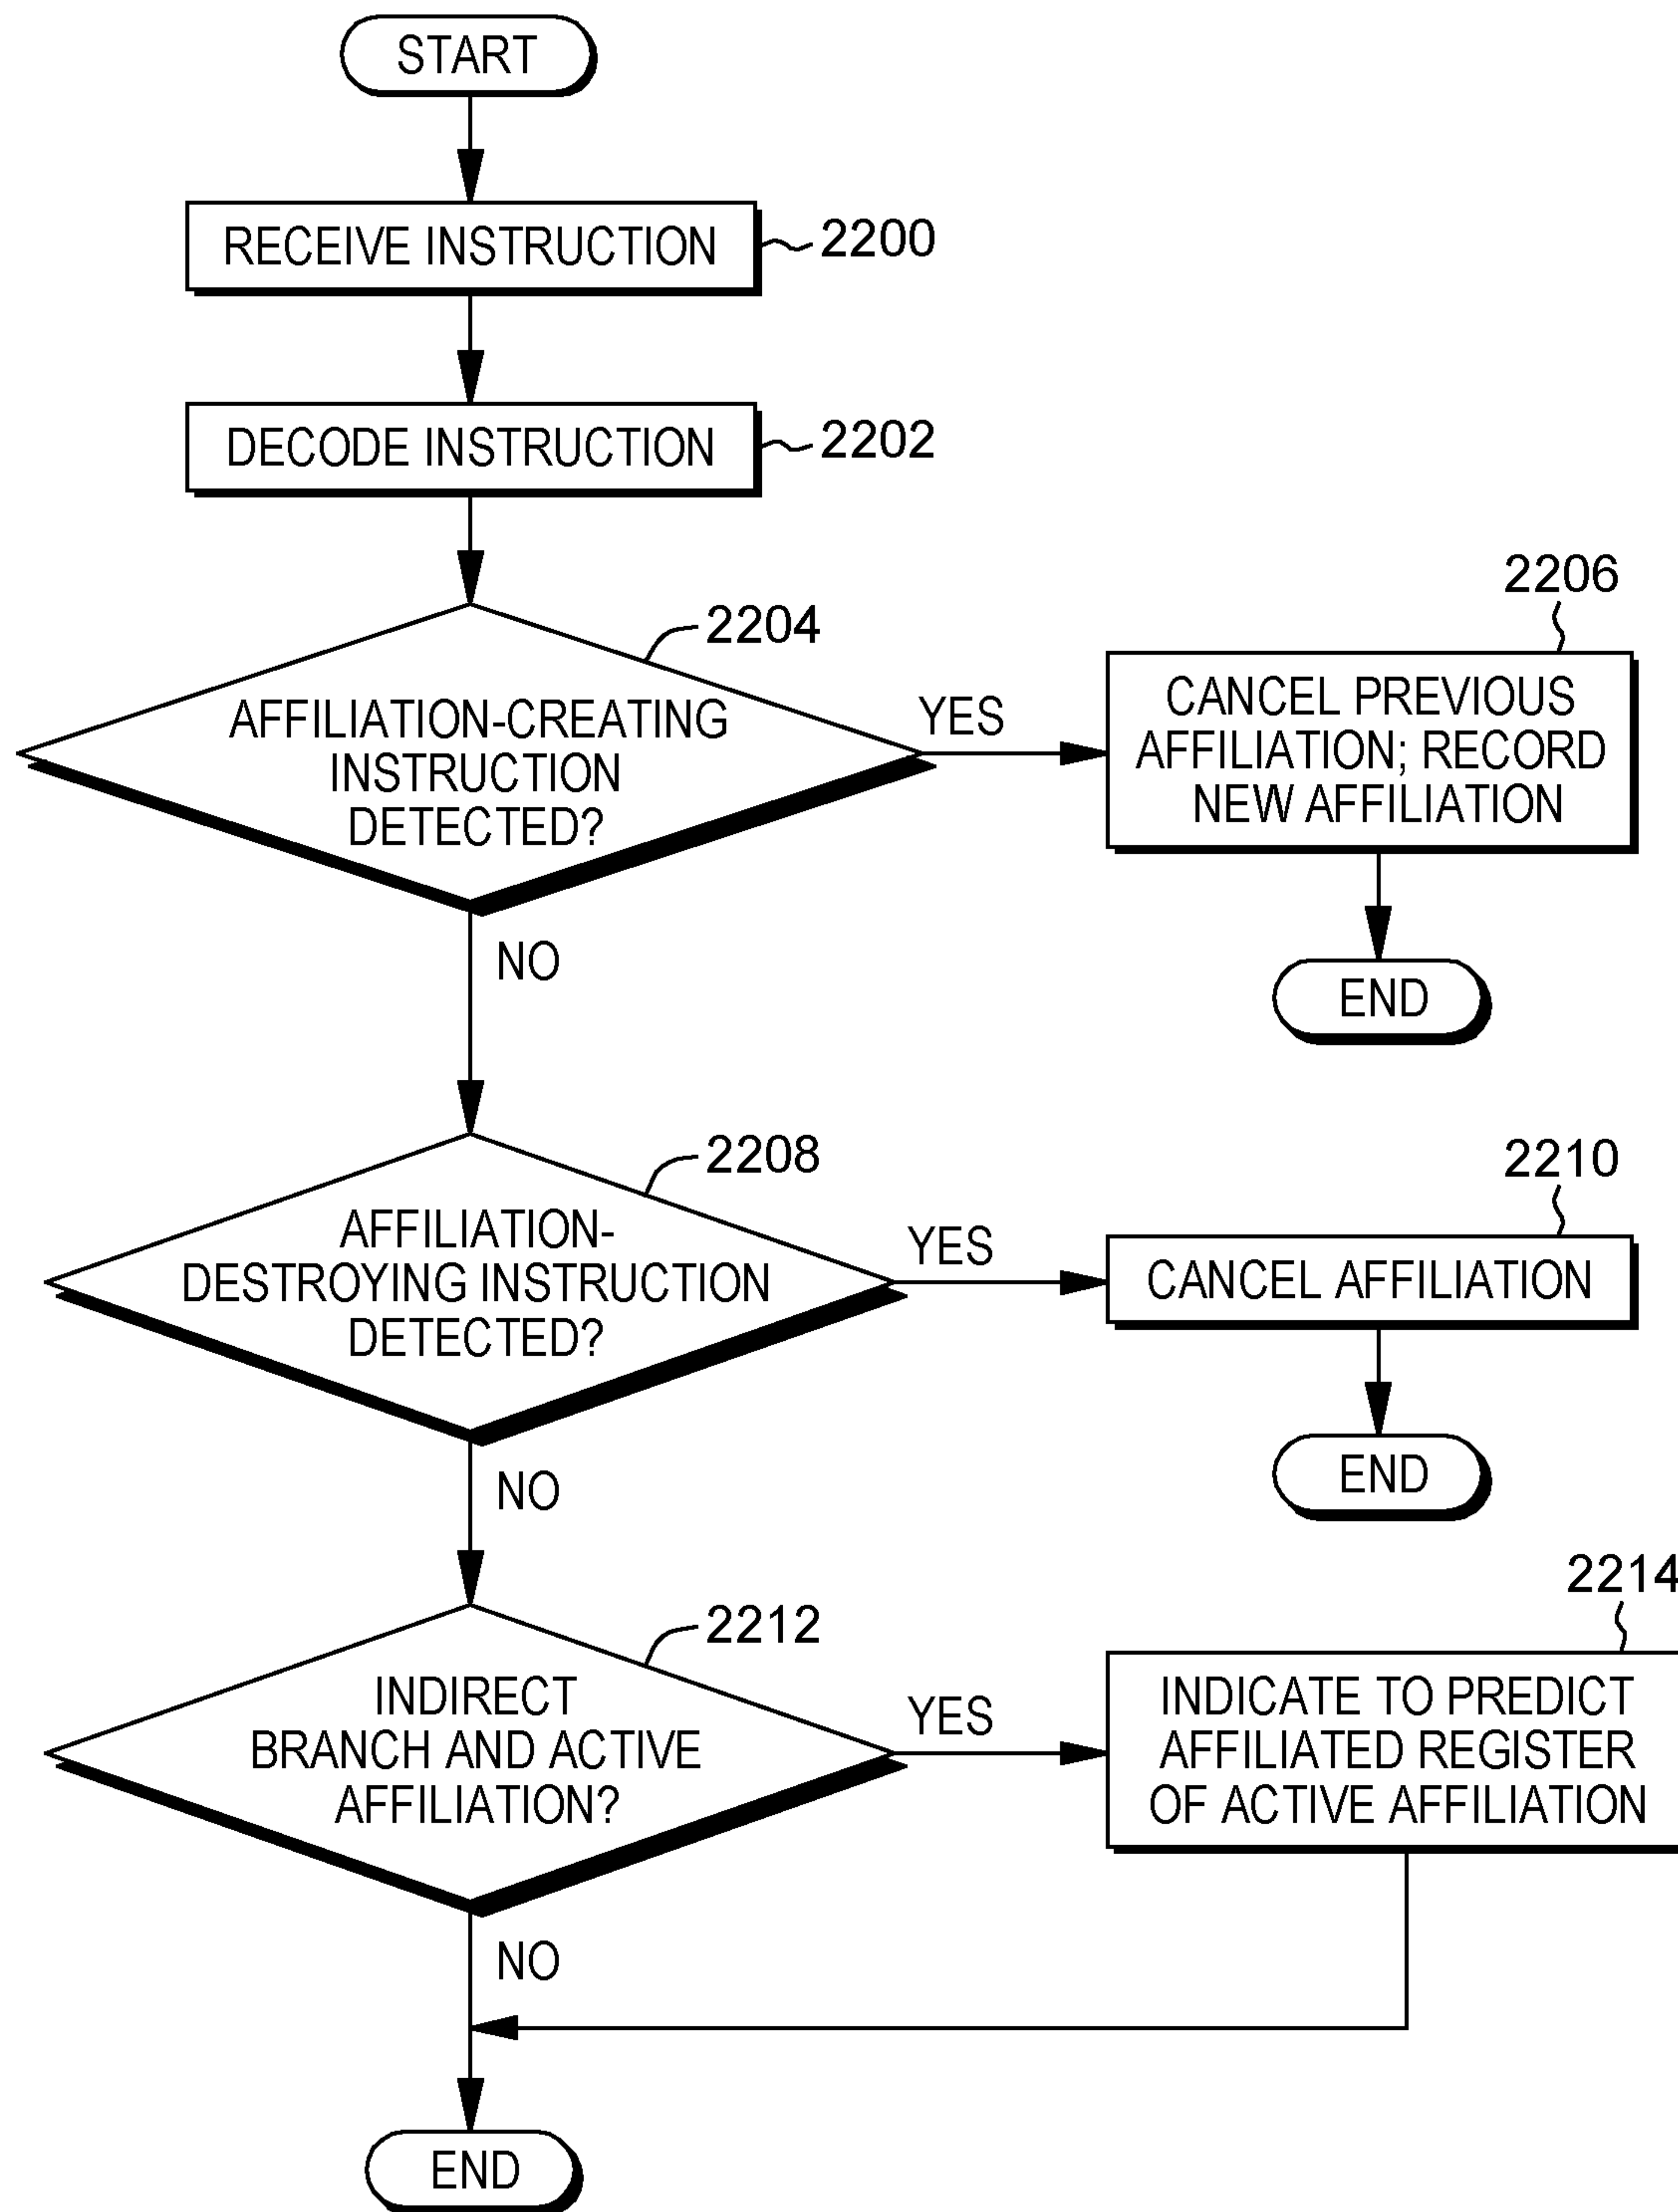 START
RECEIVE INSTRUCTION
2200
DECODE INSTRUCTION
2202
2204
AFFILIATION-CREATING
INSTRUCTION
DETECTED?
YES
2206
CANCEL PREVIOUS
AFFILIATION; RECORD
NEW AFFILIATION
END
NO
2208
AFFILIATION-
DESTROYING INSTRUCTION
DETECTED?
YES
2210
CANCEL AFFILIATION
END
NO
2212
INDIRECT
BRANCH AND ACTIVE
AFFILIATION?
YES
2214
INDICATE TO PREDICT
AFFILIATED REGISTER
OF ACTIVE AFFILIATION
NO
END